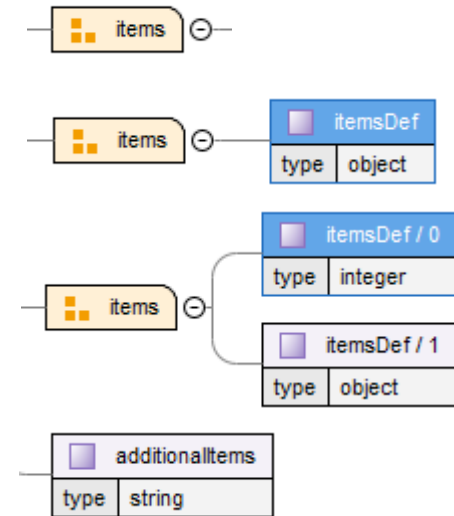 items
items
itemsDef
type object
items
itemsDef / 0
type integer
itemsDef / 1
type object
additionalItems
type string